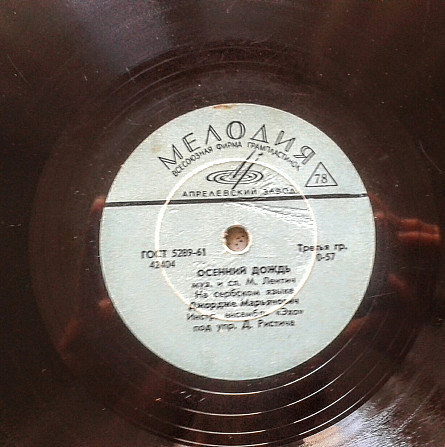 МЕЛОДИЯ
ВСЕСОЮЗНАЯ ФИРМА ГРАМПЛАСТИНОК
78
АПРЕЛЕВСКИЙ ЗАВОД
ГОСТ 5289-61 Третья гр.
42404 0-57
ОСЕННИЙ ДОЖДЬ
муз. и сл. М. Лентич
На сербском языке
Джордже Марьянович
Инстр. ансамбль «Эхо»
под упр. Д. Ристича